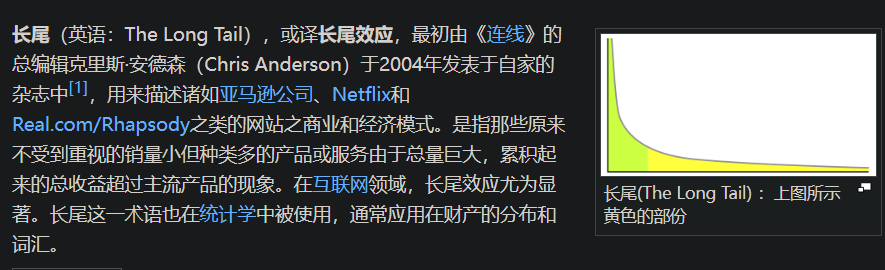 长尾（英语：The Long Tail），或译长尾效应，最初由《连线》的
总编辑克里斯·安德森（Chris Anderson）于2004年发表于自家的
杂志中[1]，用来描述诸如亚马逊公司、Netflix和
Real.com/Rhapsody之类的网站之商业和经济模式。是指那些原来
不受到重视的销量小但种类多的产品或服务由于总量巨大，累积起
来的总收益超过主流产品的现象。在互联网领域，长尾效应尤为显
著。长尾这一术语也在统计学中被使用，通常应用在财产的分布和
词汇。
长尾(The Long Tail) ：上图所示
黄色的部份